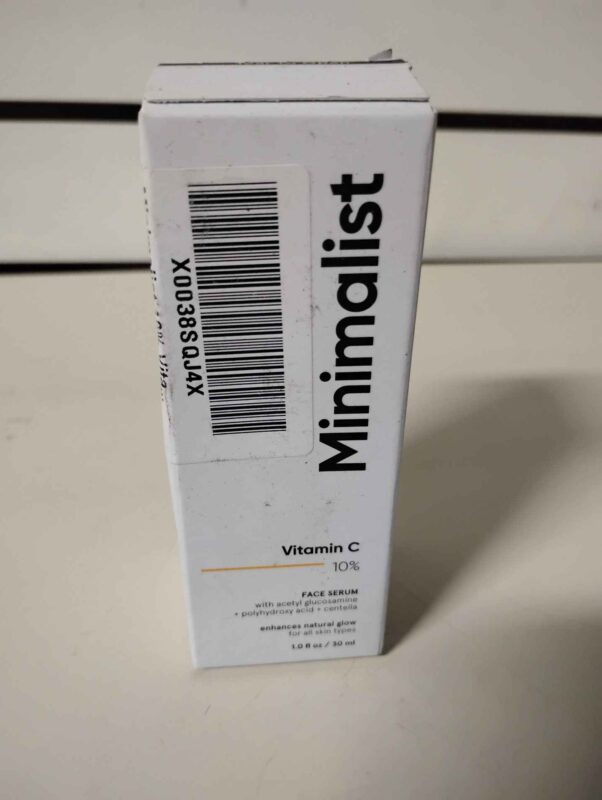 Minimalist
X0038SQJ4X
Vitamin C
10%
FACE SERUM
with acetyl glucosamine
+ polyhydroxy acid + centella
enhances natural glow
for all skin types
1.0 fl oz / 30 ml